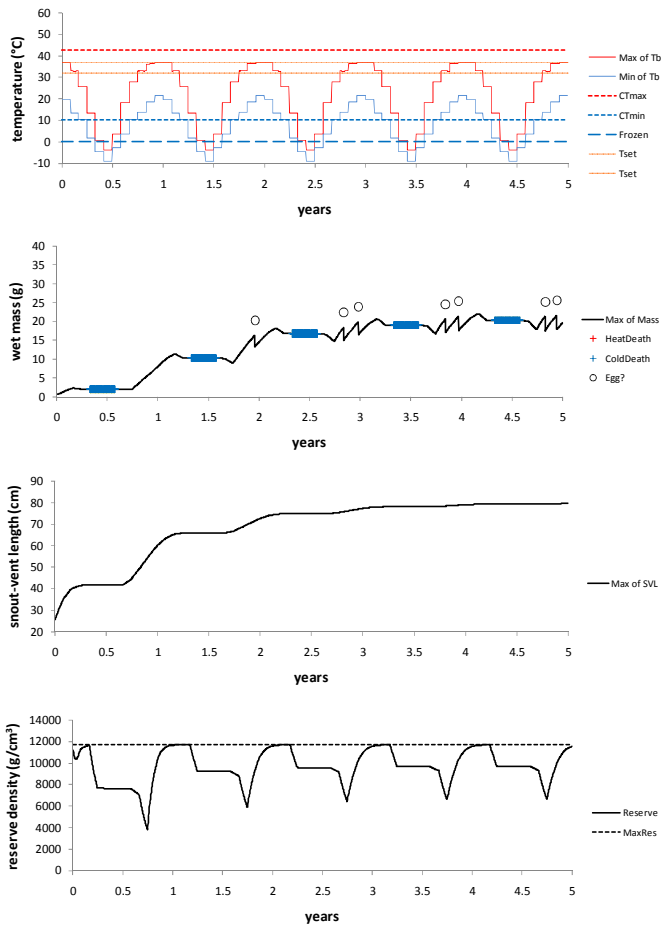 temperature (°C)
50
40
30
20
10
0
-10
0 0.5 1 1.5 2 2.5 3 3.5 4 4.5 5
years
Max of Tb
Min of Tb
CTmax
CTmin
Frozen
Tset
Tset
wet mass (g)
40
35
30
25
20
15
10
5
0
0 0.5 1 1.5 2 2.5 3 3.5 4 4.5 5
years
Max of Mass
HeatDeath
ColdDeath
Egg?
snout-vent length (cm)
90
80
70
60
50
40
30
20
0 0.5 1 1.5 2 2.5 3 3.5 4 4.5 5
years
Max of SVL
reserve density (g/cm³)
14000
12000
10000
8000
6000
4000
2000
0
0 0.5 1 1.5 2 2.5 3 3.5 4 4.5 5
years
Reserve
MaxRes